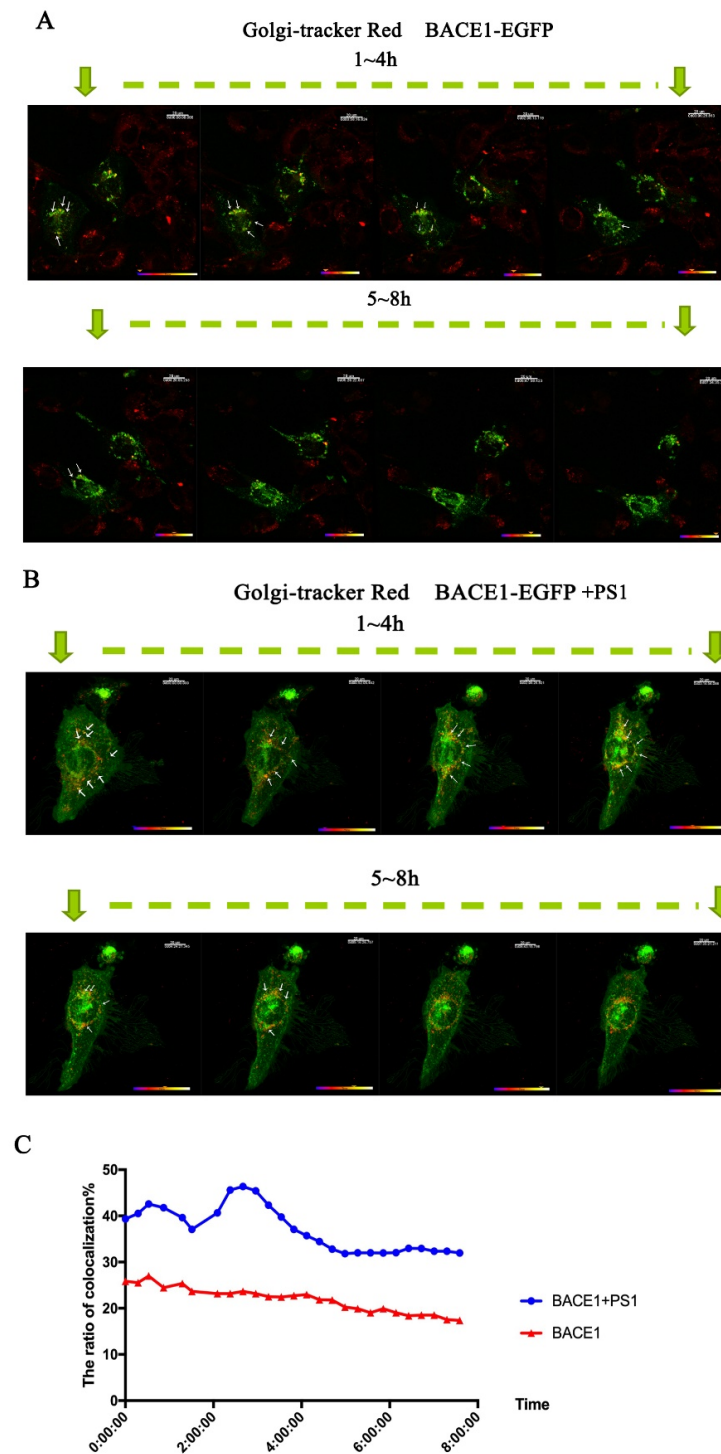 A
Golgi-tracker Red BACE1-EGFP
1~4h
5~8h
B
Golgi-tracker Red BACE1-EGFP +PS1
1~4h
5~8h
C
The ratio of colocalization%
50
40
30
20
10
0
0:00:00
2:00:00
4:00:00
6:00:00
8:00:00
Time
BACE1+PS1
BACE1